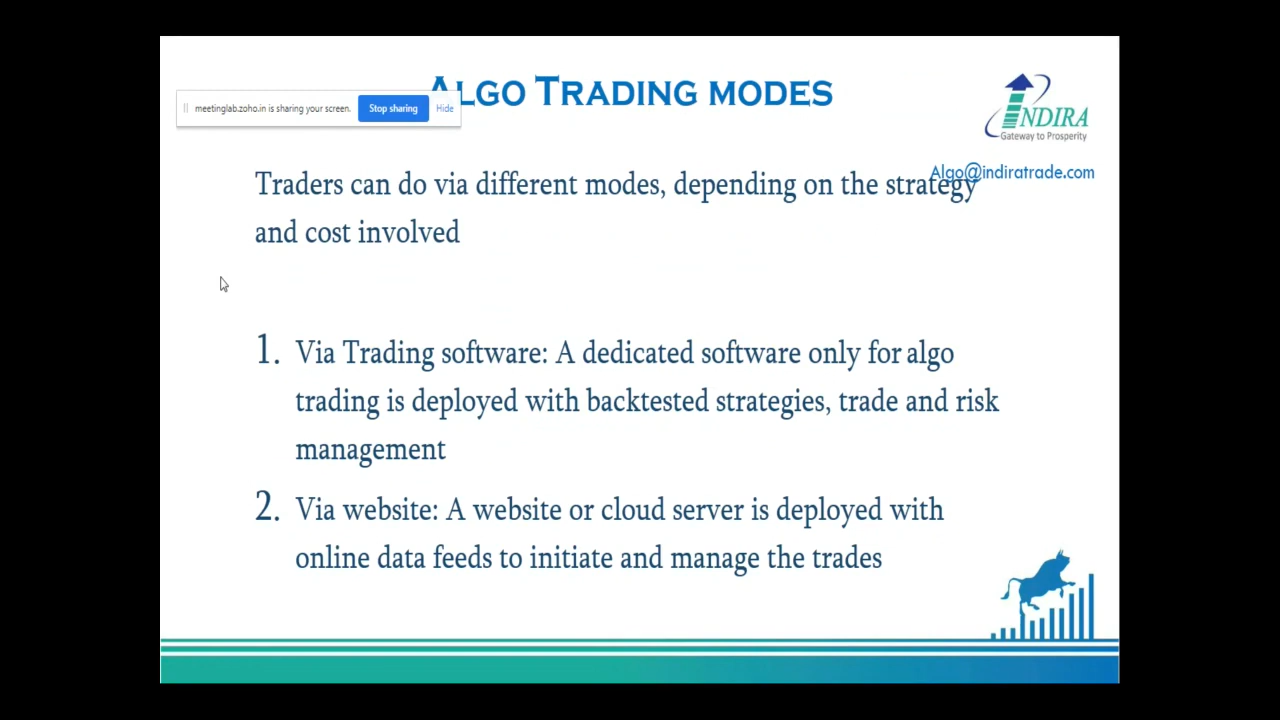 ALGO TRADING MODES
meetinglab.zoho.in is sharing your screen. Stop sharing Hide
INDIRA
Gateway to Prosperity
Algo@indiratrade.com
Traders can do via different modes, depending on the strategy
and cost involved
1. Via Trading software: A dedicated software only for algo
trading is deployed with backtested strategies, trade and risk
management
2. Via website: A website or cloud server is deployed with
online data feeds to initiate and manage the trades